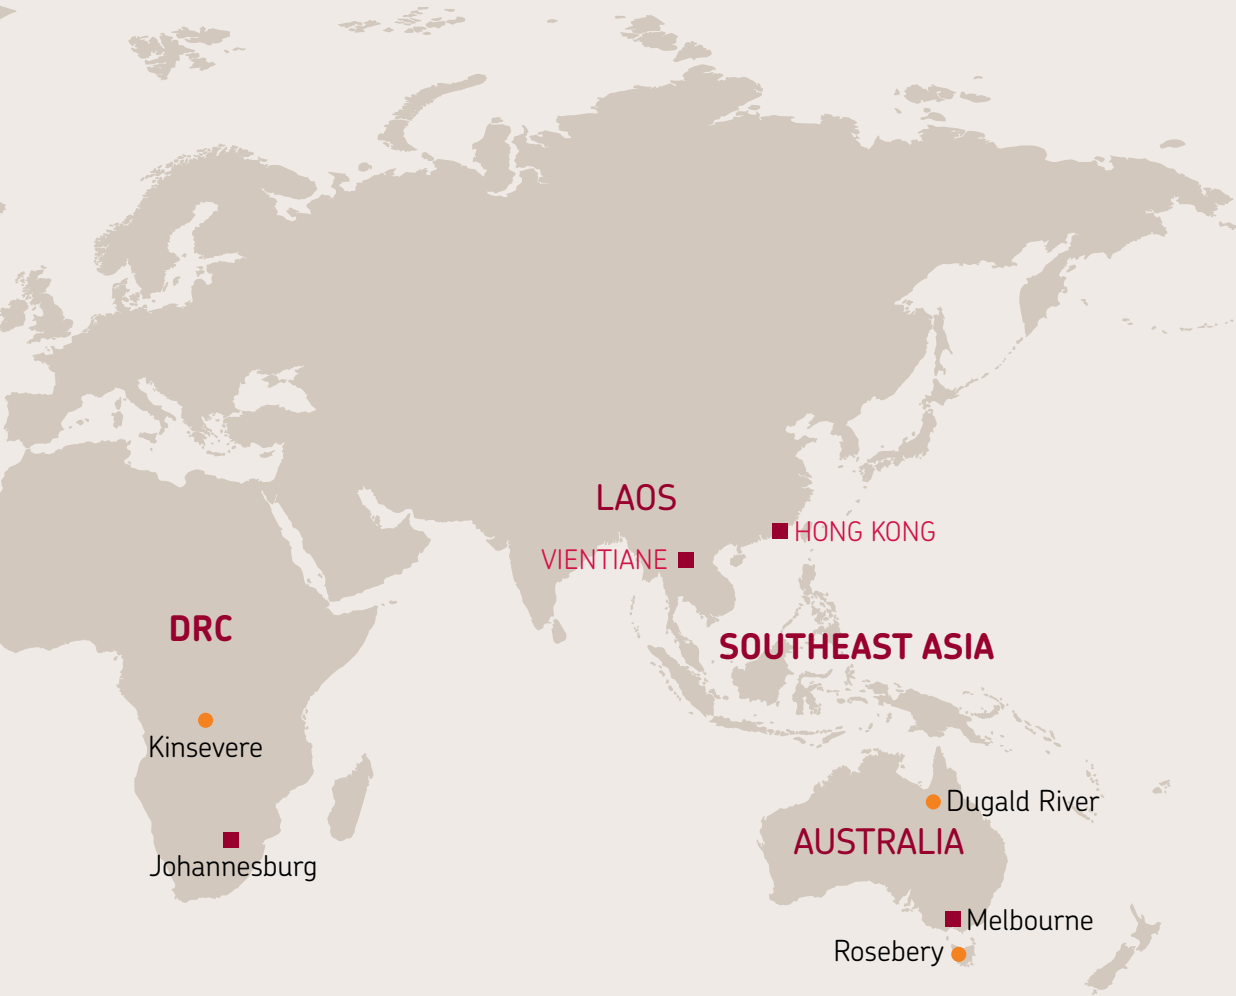 LAOS
HONG KONG
VIENTIANE
DRC
SOUTHEAST ASIA
Kinsevere
Dugald River
AUSTRALIA
Johannesburg
Melbourne
Rosebery